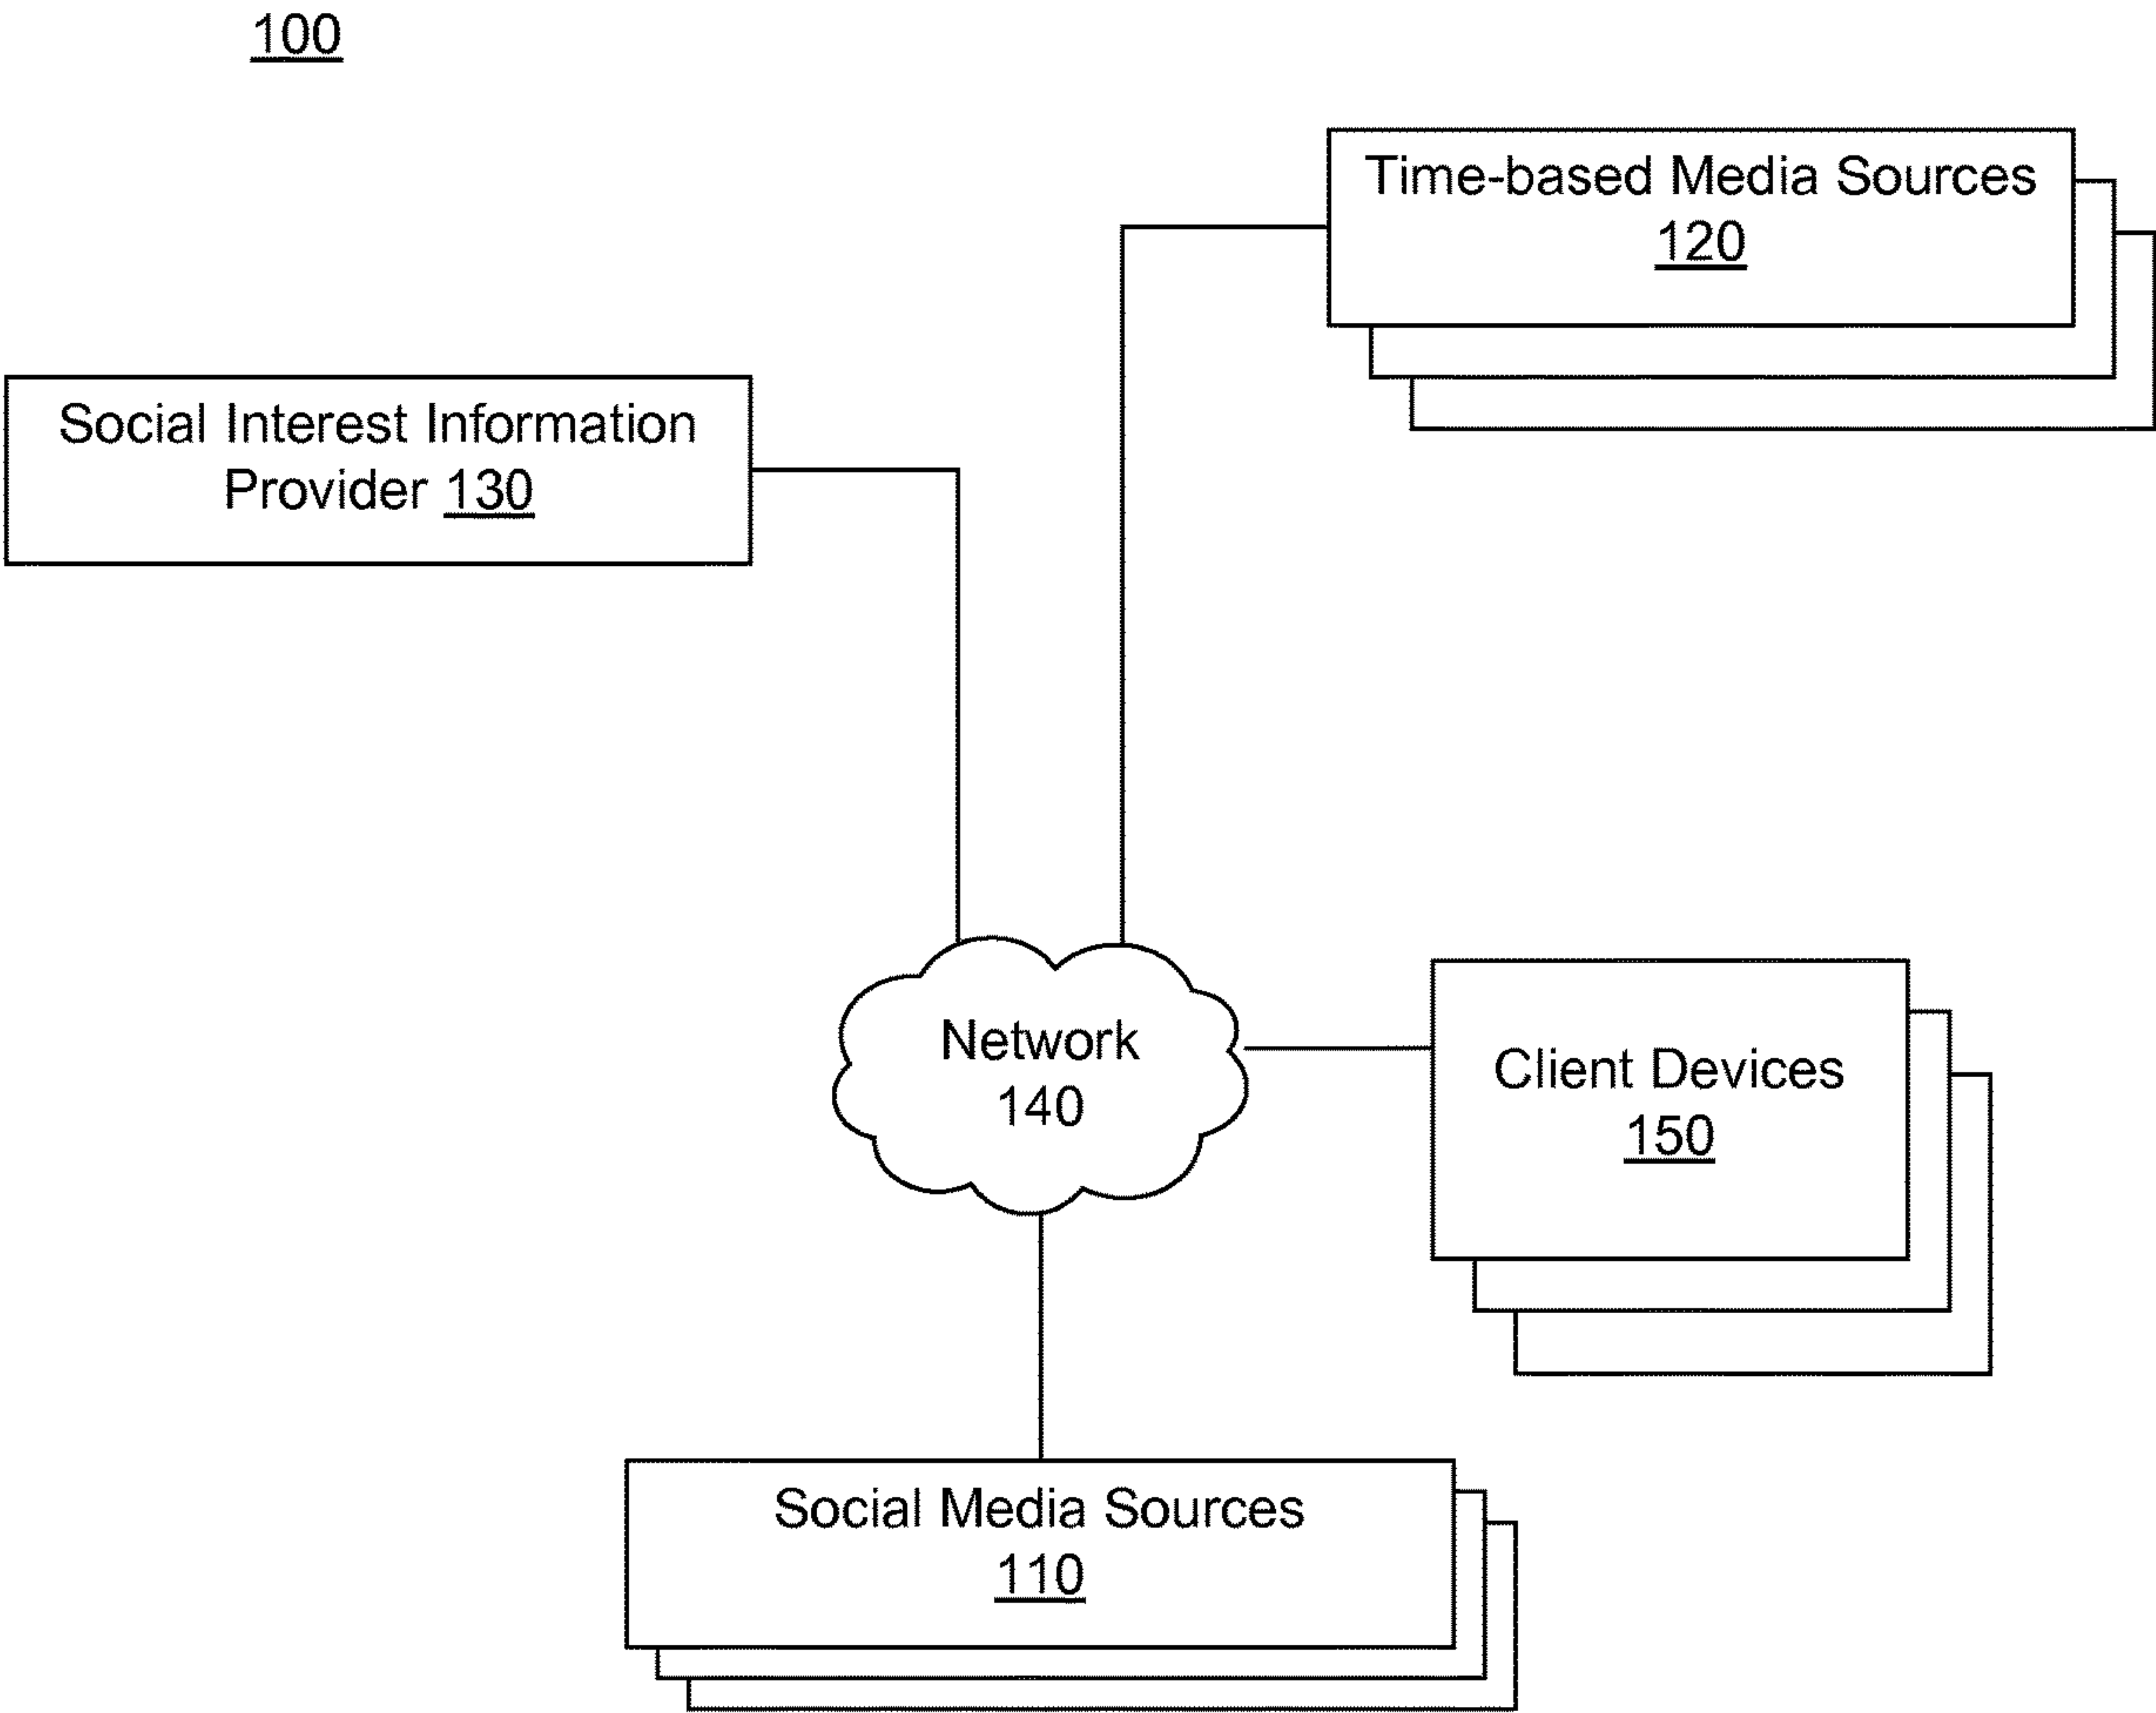 100
Time-based Media Sources
120
Social Interest Information
Provider 130
Network
140
Client Devices
150
Social Media Sources
110